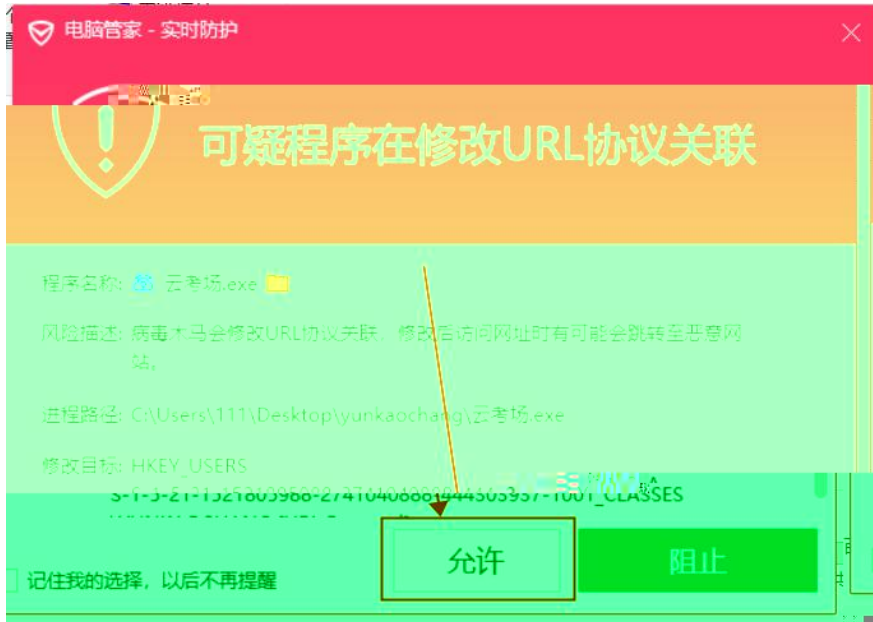 电脑管家 - 实时防护
可疑程序在修改URL协议关联
程序名称: 云考场.exe
风险描述: 病毒木马会修改URL协议关联，修改后访问网址时有可能会跳转至恶意网
站。
进程路径: C:\Users\111\Desktop\yunkaochang\云考场.exe
修改目标: HKEY_USERS
允许
阻止
记住我的选择，以后不再提醒